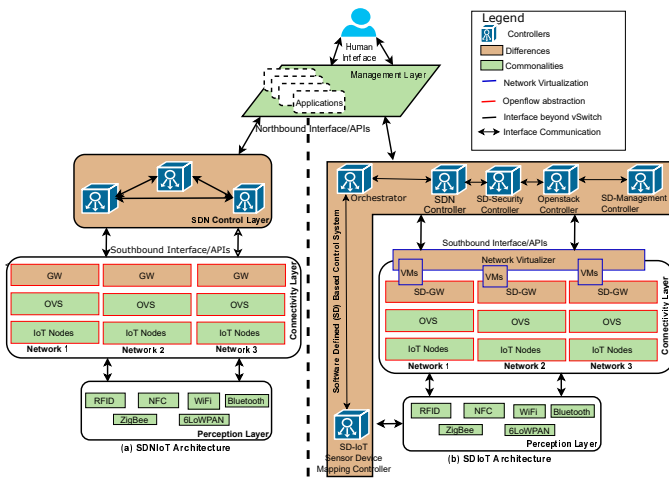 Human
Interface
Management Layer
Applications
Northbound Interface/APIs
Legend
Controllers
Differences
Commonalities
Network Virtualization
Openflow abstraction
Interface beyond vSwitch
Interface Communication
SDN Control Layer
Southbound Interface/APIs
GW
GW
GW
OVS
OVS
OVS
IoT Nodes
IoT Nodes
IoT Nodes
Network 1
Network 2
Network 3
Connectivity Layer
RFID
NFC
WiFi
Bluetooth
ZigBee
6LoWPAN
Perception Layer
(a) SDNIoT Architecture
Orchestrator
SDN
Controller
SD-Security
Controller
Openstack
Controller
SD-Management
Controller
Software Defined (SD) Based Control System
Southbound Interface/APIs
Network Virtualizer
VMs
VMs
VMs
SD-GW
SD-GW
SD-GW
OVS
OVS
OVS
IoT Nodes
IoT Nodes
IoT Nodes
Network 1
Network 2
Network 3
Connectivity Layer
RFID
NFC
WiFi
Bluetooth
ZigBee
6LoWPAN
Perception Layer
SD-IoT
Sensor Device
Mapping Controller
(b) SDIoT Architecture